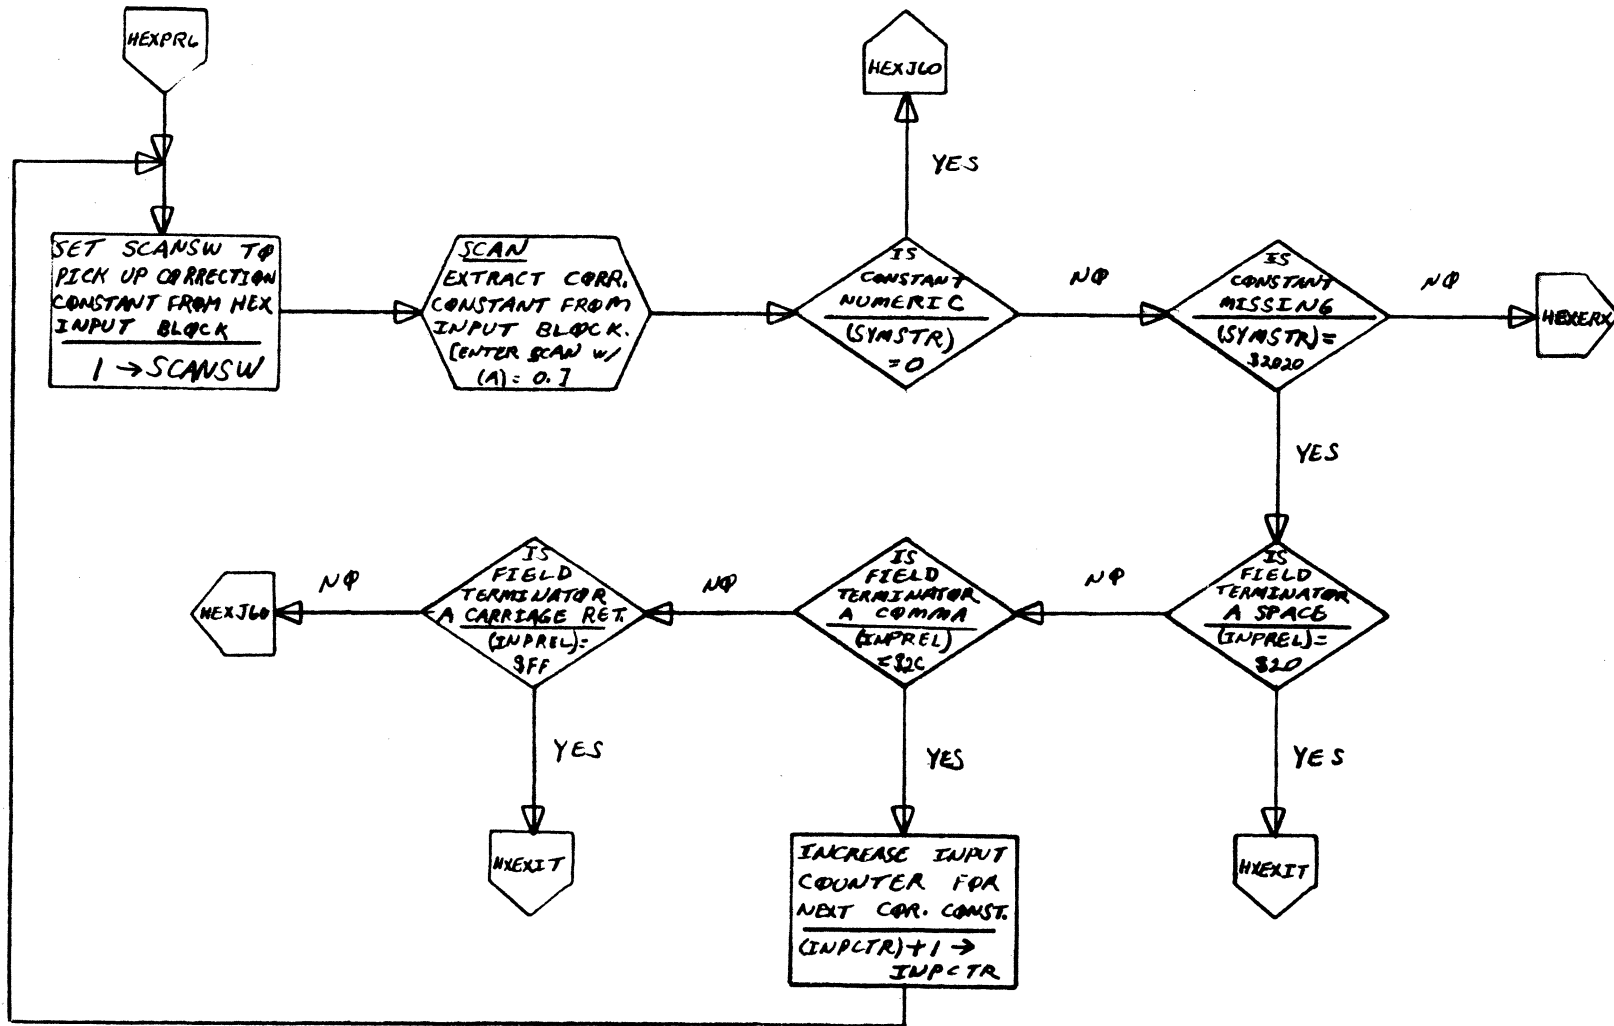 HEXPRL
HEXJ60
YES
SET SCANSW TO
PICK UP CORRECTION
CONSTANT FROM HEX
INPUT BLOCK
1 → SCANSW
SCAN
EXTRACT CORR.
CONSTANT FROM
INPUT BLOCK.
[ENTER SCAN W/
(A) = 0.]
IS
CONSTANT
NUMERIC
(SYMSTR)
= 0
NO
IS
CONSTANT
MISSING
(SYMSTR)=
$2020
NO
HEXERX
YES
IS
FIELD
TERMINATOR
A SPACE
(INPREL)=
$20
NO
IS
FIELD
TERMINATOR
A COMMA
(INPREL)
=$2C
NO
IS
FIELD
TERMINATOR
A CARRIAGE RET.
(INPREL)=
$FF
NO
HEXJ60
YES
HXEXIT
YES
INCREASE INPUT
COUNTER FOR
NEXT COR. CONST.
(INPCTR)+1 →
INPCTR
YES
HXEXIT